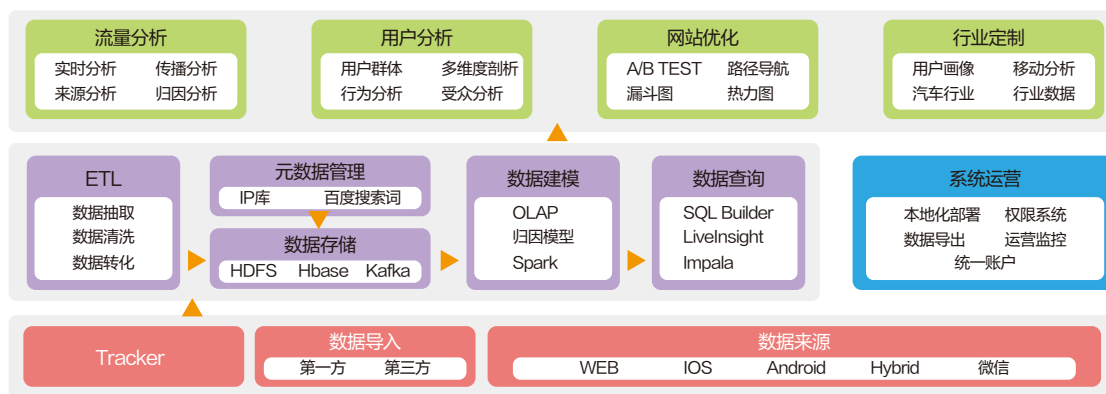 流量分析
实时分析 传播分析
来源分析 归因分析
用户分析
用户群体 多维度剖析
行为分析 受众分析
网站优化
A/B TEST 路径导航
漏斗图 热力图
行业定制
用户画像 移动分析
汽车行业 行业数据
ETL
数据抽取
数据清洗
数据转化
元数据管理
IP库 百度搜索词
数据存储
HDFS Hbase Kafka
数据建模
OLAP
归因模型
Spark
数据查询
SQL Builder
LiveInsight
Impala
系统运营
本地化部署 权限系统
数据导出 运营监控
统一账户
Tracker
数据导入
第一方 第三方
数据来源
WEB IOS Android Hybrid 微信